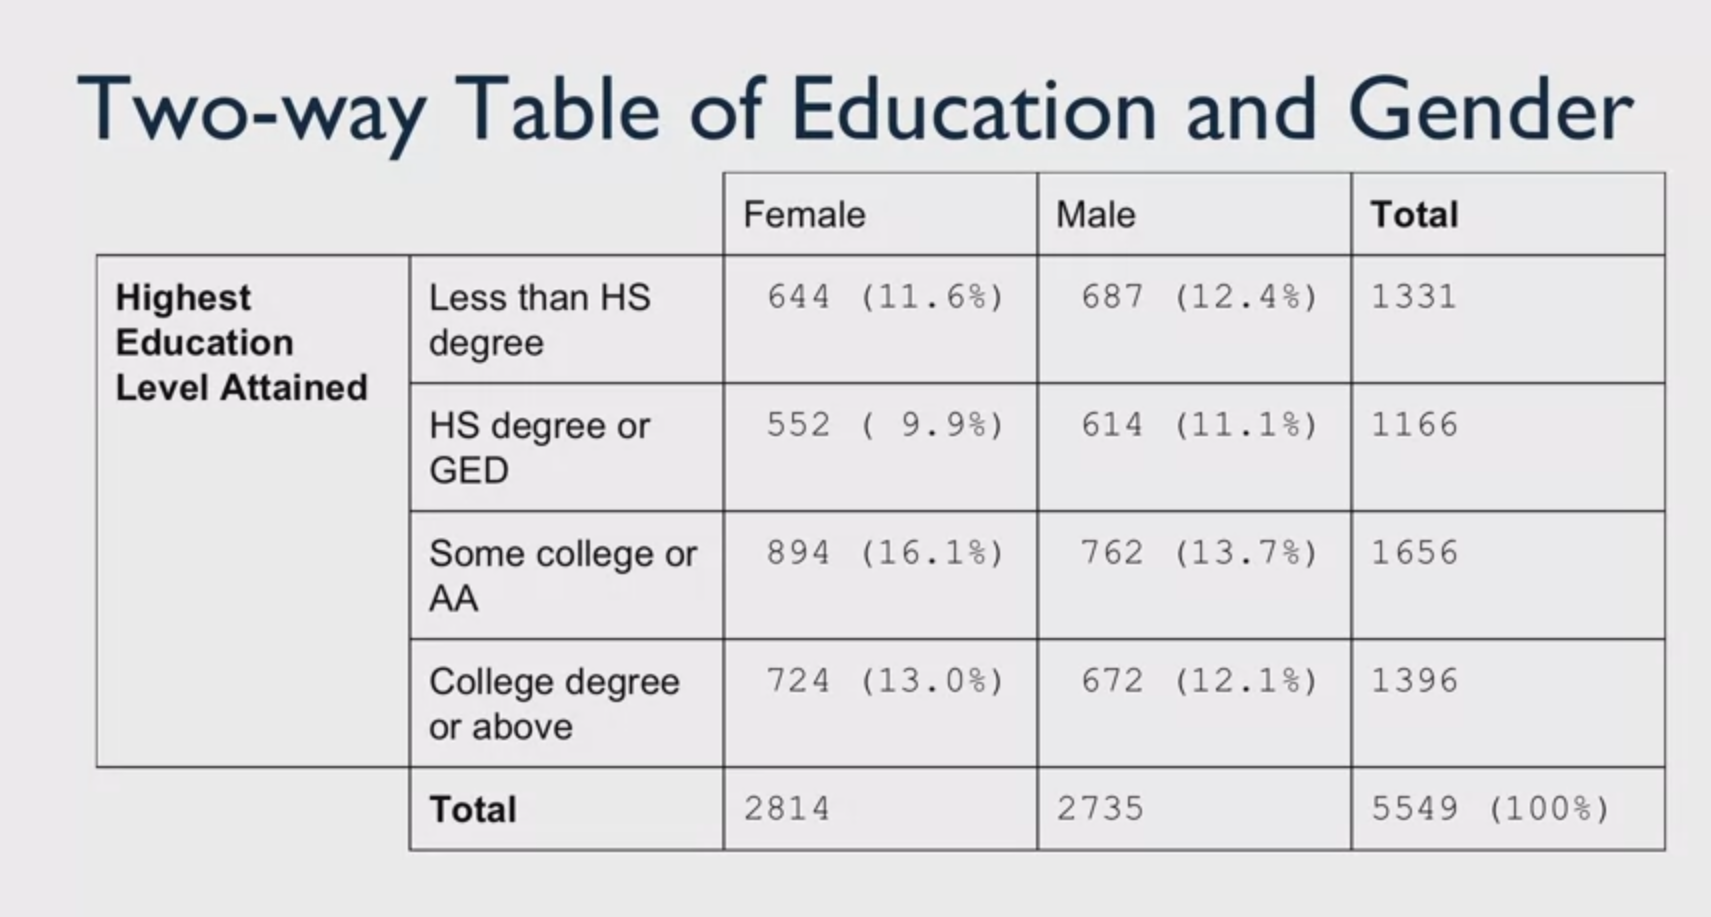 Two-way Table of Education and Gender
Female Male Total
Highest Education Level Attained
Less than HS degree 644 (11.6%) 687 (12.4%) 1331
HS degree or GED 552 ( 9.9%) 614 (11.1%) 1166
Some college or AA 894 (16.1%) 762 (13.7%) 1656
College degree or above 724 (13.0%) 672 (12.1%) 1396
Total 2814 2735 5549 (100%)